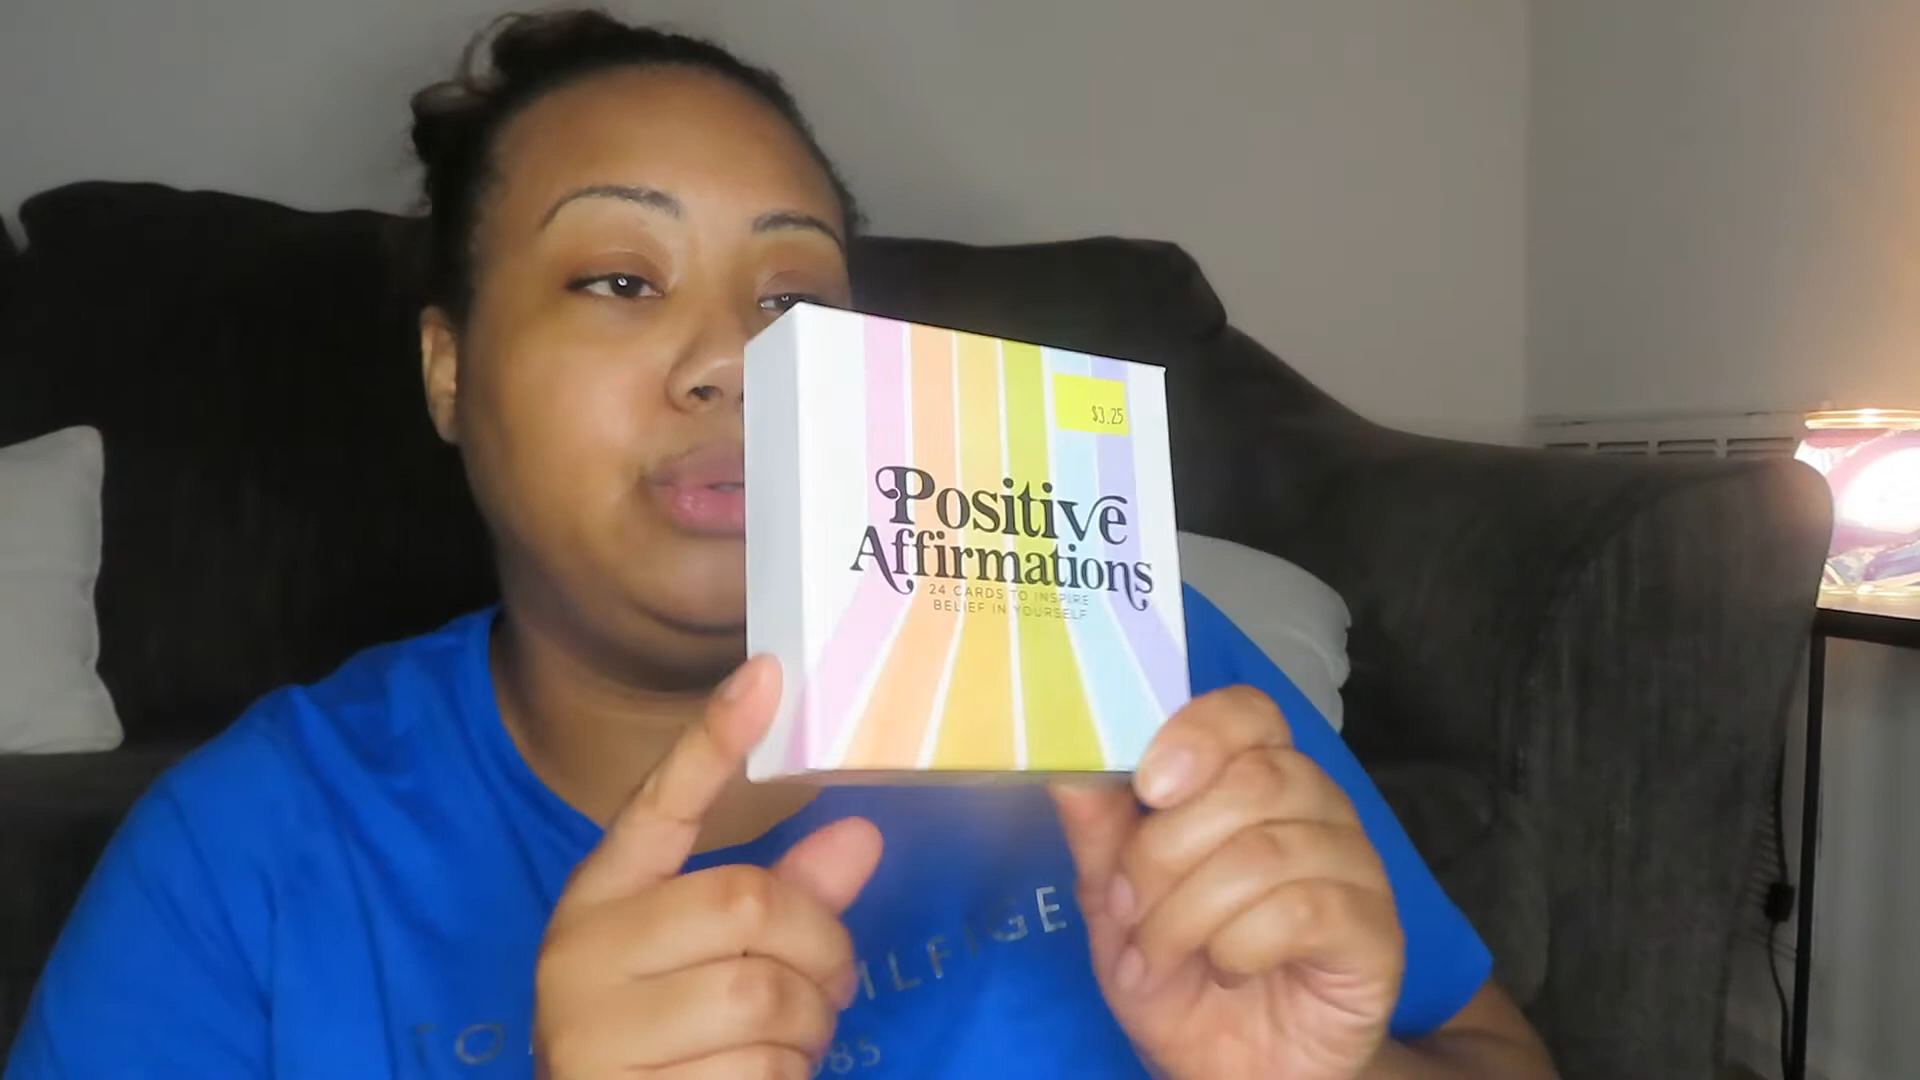 $3.25
Positive
Affirmations
24 CARDS TO INSPIRE
BELIEF IN YOURSELF